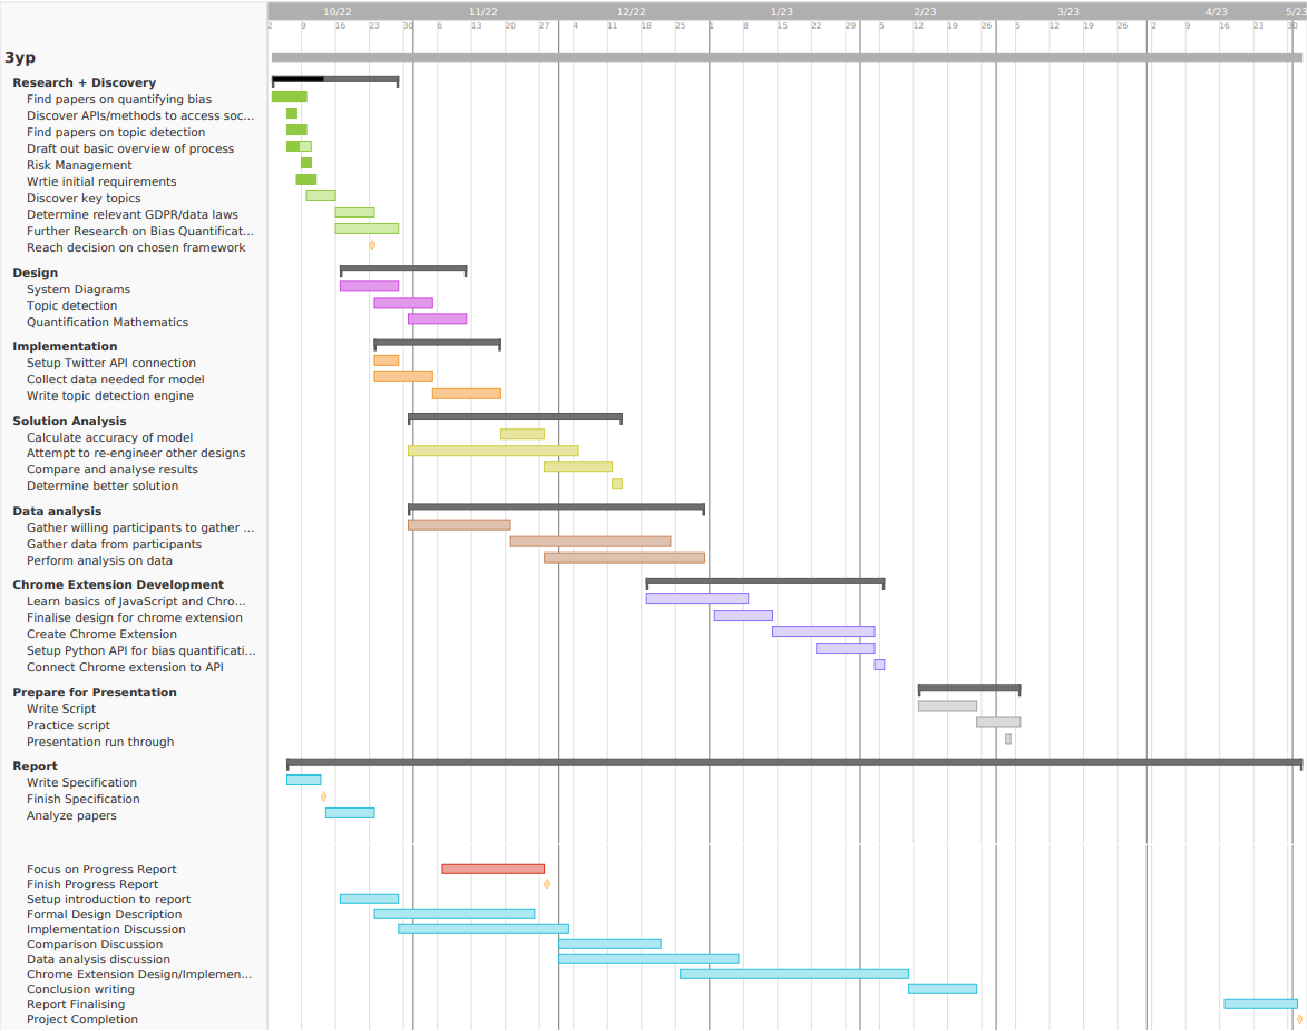 10/22 11/22 12/22 1/23 2/23 3/23 4/23 5/23
2 9 16 23 30 6 13 20 27 4 11 18 25 1 8 15 22 29 5 12 19 26 5 12 19 26 2 9 16 23 30
3yp
Research + Discovery
Find papers on quantifying bias
Discover APIs/methods to access soc...
Find papers on topic detection
Draft out basic overview of process
Risk Management
Wrtie initial requirements
Discover key topics
Determine relevant GDPR/data laws
Further Research on Bias Quantificat...
Reach decision on chosen framework
Design
System Diagrams
Topic detection
Quantification Mathematics
Implementation
Setup Twitter API connection
Collect data needed for model
Write topic detection engine
Solution Analysis
Calculate accuracy of model
Attempt to re-engineer other designs
Compare and analyse results
Determine better solution
Data analysis
Gather willing participants to gather ...
Gather data from participants
Perform analysis on data
Chrome Extension Development
Learn basics of JavaScript and Chro...
Finalise design for chrome extension
Create Chrome Extension
Setup Python API for bias quantificati...
Connect Chrome extension to API
Prepare for Presentation
Write Script
Practice script
Presentation run through
Report
Write Specification
Finish Specification
Analyze papers
Focus on Progress Report
Finish Progress Report
Setup introduction to report
Formal Design Description
Implementation Discussion
Comparison Discussion
Data analysis discussion
Chrome Extension Design/Implemen...
Conclusion writing
Report Finalising
Project Completion